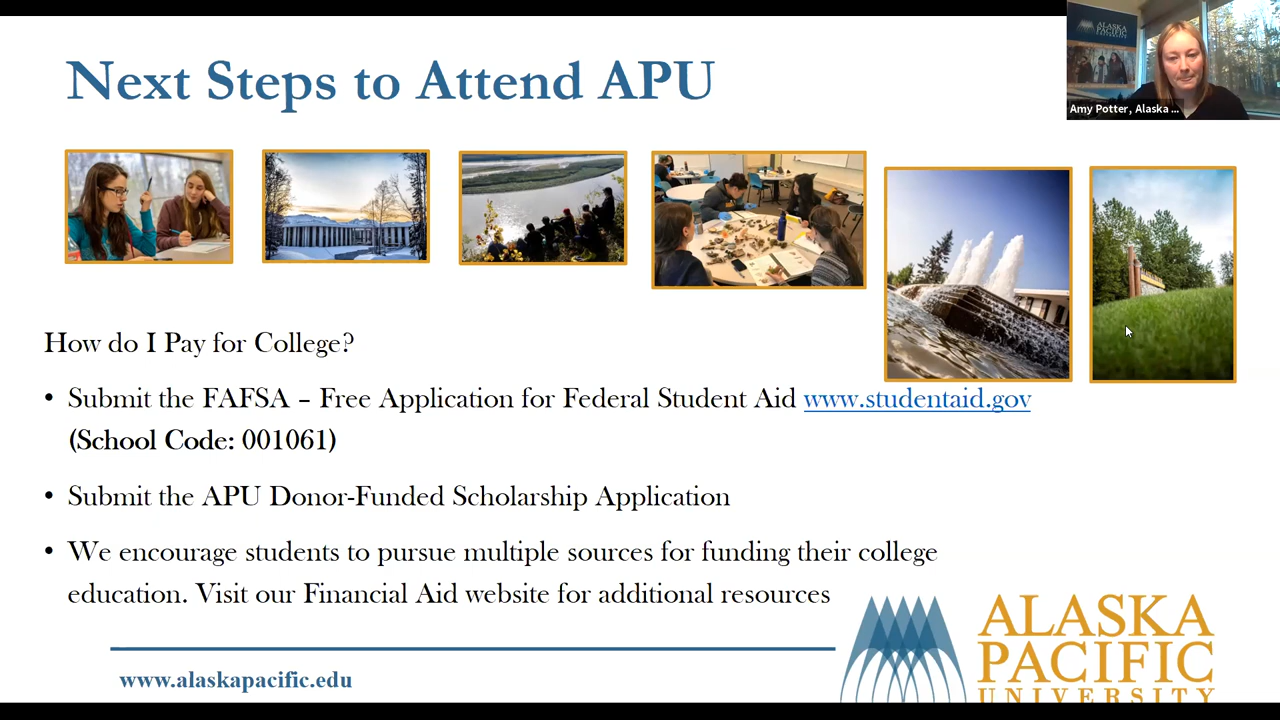 Next Steps to Attend APU
ALASKA
PACIFIC
UNIVERSITY
Amy Potter, Alaska ...
How do I Pay for College?
• Submit the FAFSA – Free Application for Federal Student Aid www.studentaid.gov
(School Code: 001061)
• Submit the APU Donor-Funded Scholarship Application
• We encourage students to pursue multiple sources for funding their college
education. Visit our Financial Aid website for additional resources
www.alaskapacific.edu
ALASKA
PACIFIC
UNIVERSITY